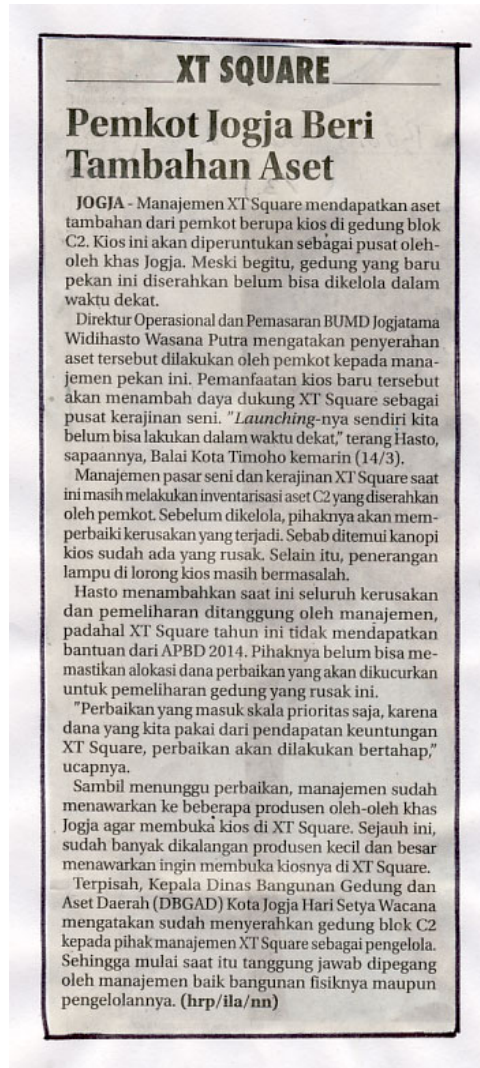 XT SQUARE
Pemkot Jogja Beri
Tambahan Aset
JOGJA - Manajemen XT Square mendapatkan aset
tambahan dari pemkot berupa kios di gedung blok
C2. Kios ini akan diperuntukan sebagai pusat oleh-
oleh khas Jogja. Meski begitu, gedung yang baru
pekan ini diserahkan belum bisa dikelola dalam
waktu dekat.
Direktur Operasional dan Pemasaran BUMD Jogjatama
Widihasto Wasana Putra mengatakan penyerahan
aset tersebut dilakukan oleh pemkot kepada mana-
jemen pekan ini. Pemanfaatan kios baru tersebut
akan menambah daya dukung XT Square sebagai
pusat kerajinan seni. "Launching-nya sendiri kita
belum bisa lakukan dalam waktu dekat," terang Hasto,
sapaannya, Balai Kota Timoho kemarin (14/3).
Manajemen pasar seni dan kerajinan XT Square saat
ini masih melakukan inventarisasi aset C2 yang diserahkan
oleh pemkot. Sebelum dikelola, pihaknya akan mem-
perbaiki kerusakan yang terjadi. Sebab ditemui kanopi
kios sudah ada yang rusak. Selain itu, penerangan
lampu di lorong kios masih bermasalah.
Hasto menambahkan saat ini seluruh kerusakan
dan pemeliharan ditanggung oleh manajemen,
padahal XT Square tahun ini tidak mendapatkan
bantuan dari APBD 2014. Pihaknya belum bisa me-
mastikan alokasi dana perbaikan yang akan dikucurkan
untuk pemeliharan gedung yang rusak ini.
"Perbaikan yang masuk skala prioritas saja, karena
dana yang kita pakai dari pendapatan keuntungan
XT Square, perbaikan akan dilakukan bertahap,"
ucapnya.
Sambil menunggu perbaikan, manajemen sudah
menawarkan ke beberapa produsen oleh-oleh khas
Jogja agar membuka kios di XT Square. Sejauh ini,
sudah banyak dikalangan produsen kecil dan besar
menawarkan ingin membuka kiosnya di XT Square.
Terpisah, Kepala Dinas Bangunan Gedung dan
Aset Daerah (DBGAD) Kota Jogja Hari Setya Wacana
mengatakan sudah menyerahkan gedung blok C2
kepada pihak manajemen XT Square sebagai pengelola.
Sehingga mulai saat itu tanggung jawab dipegang
oleh manajemen baik bangunan fisiknya maupun
pengelolannya. (hrp/ila/nn)